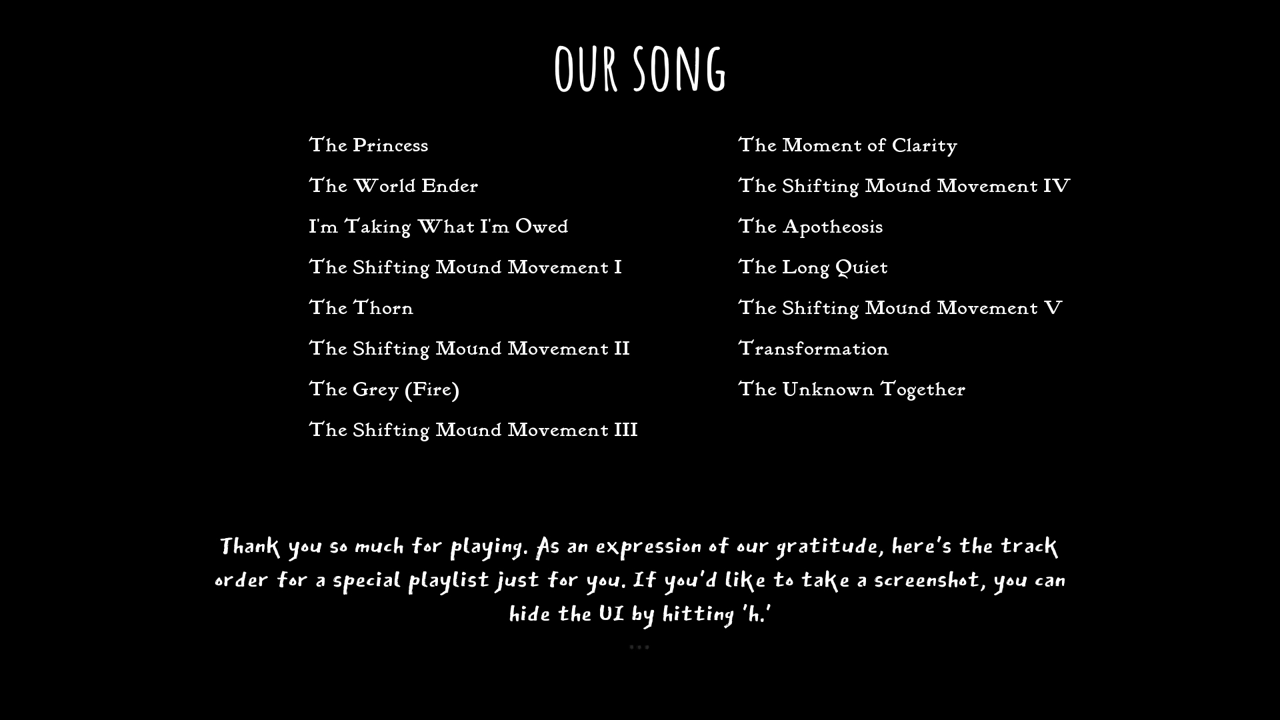 OUR SONG
The Princess
The World Ender
I'm Taking What I'm Owed
The Shifting Mound Movement I
The Thorn
The Shifting Mound Movement II
The Grey (Fire)
The Shifting Mound Movement III
The Moment of Clarity
The Shifting Mound Movement IV
The Apotheosis
The Long Quiet
The Shifting Mound Movement V
Transformation
The Unknown Together
Thank you so much for playing. As an expression of our gratitude, here's the track
order for a special playlist just for you. If you'd like to take a screenshot, you can
hide the UI by hitting 'h.'
***